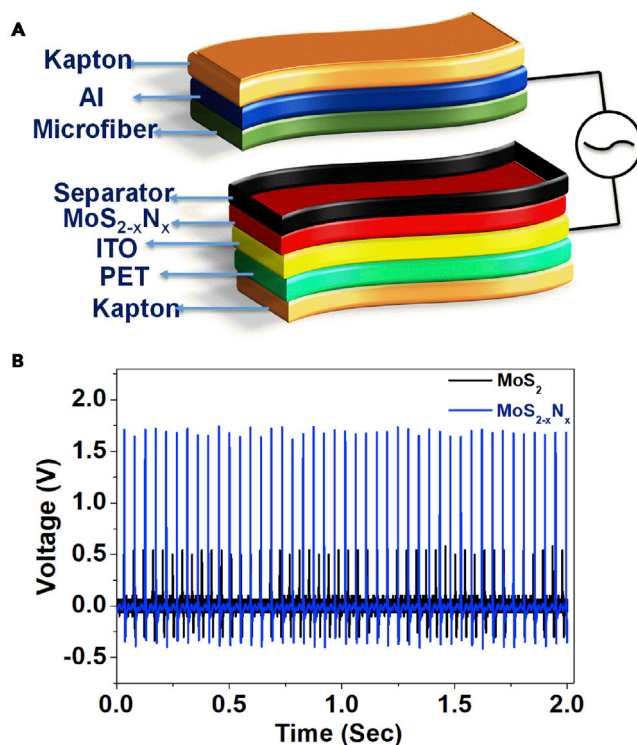 A
Kapton
Al
Microfiber
Separator
MoS₂₋ₓNₓ
ITO
PET
Kapton
B
MoS₂
MoS₂₋ₓNₓ
2.0
1.5
1.0
0.5
0.0
-0.5
Voltage (V)
0.0 0.5 1.0 1.5 2.0
Time (Sec)